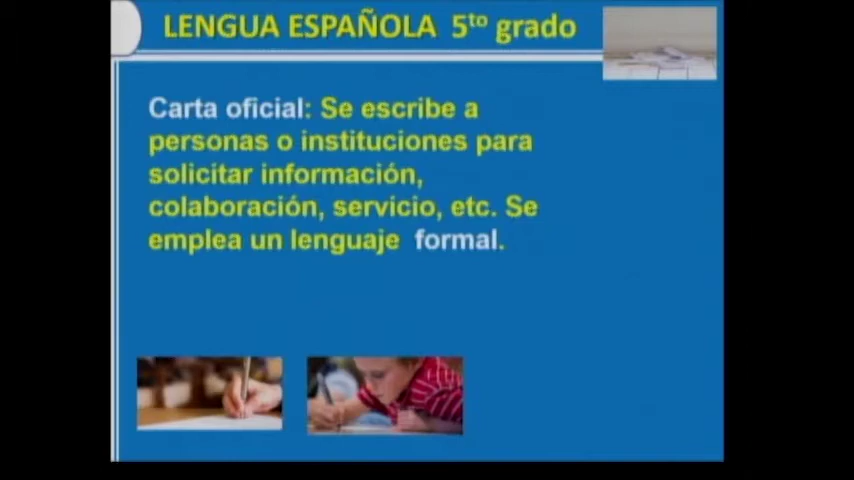 LENGUA ESPAÑOLA 5to grado
Carta oficial: Se escribe a
personas o instituciones para
solicitar información,
colaboración, servicio, etc. Se
emplea un lenguaje formal.